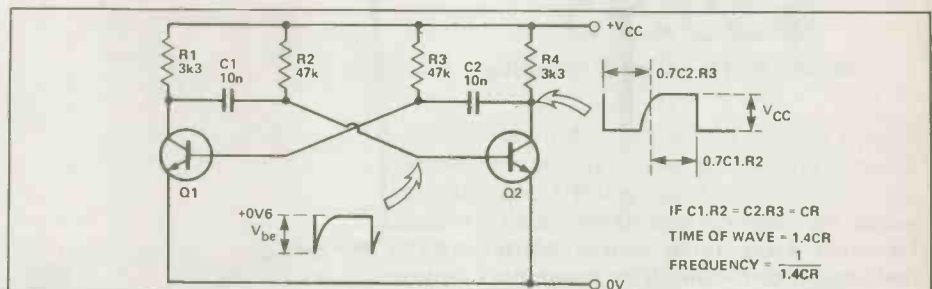 +VCC
R1
3k3
C1
10n
R2
47k
R3
47k
C2
10n
R4
3k3
0.7C2.R3
VCC
0.7C1.R2
Q1
Q2
+0V6
Vbe
IF C1.R2 = C2.R3 = CR
TIME OF WAVE = 1.4CR
FREQUENCY = 1
1.4CR
0V